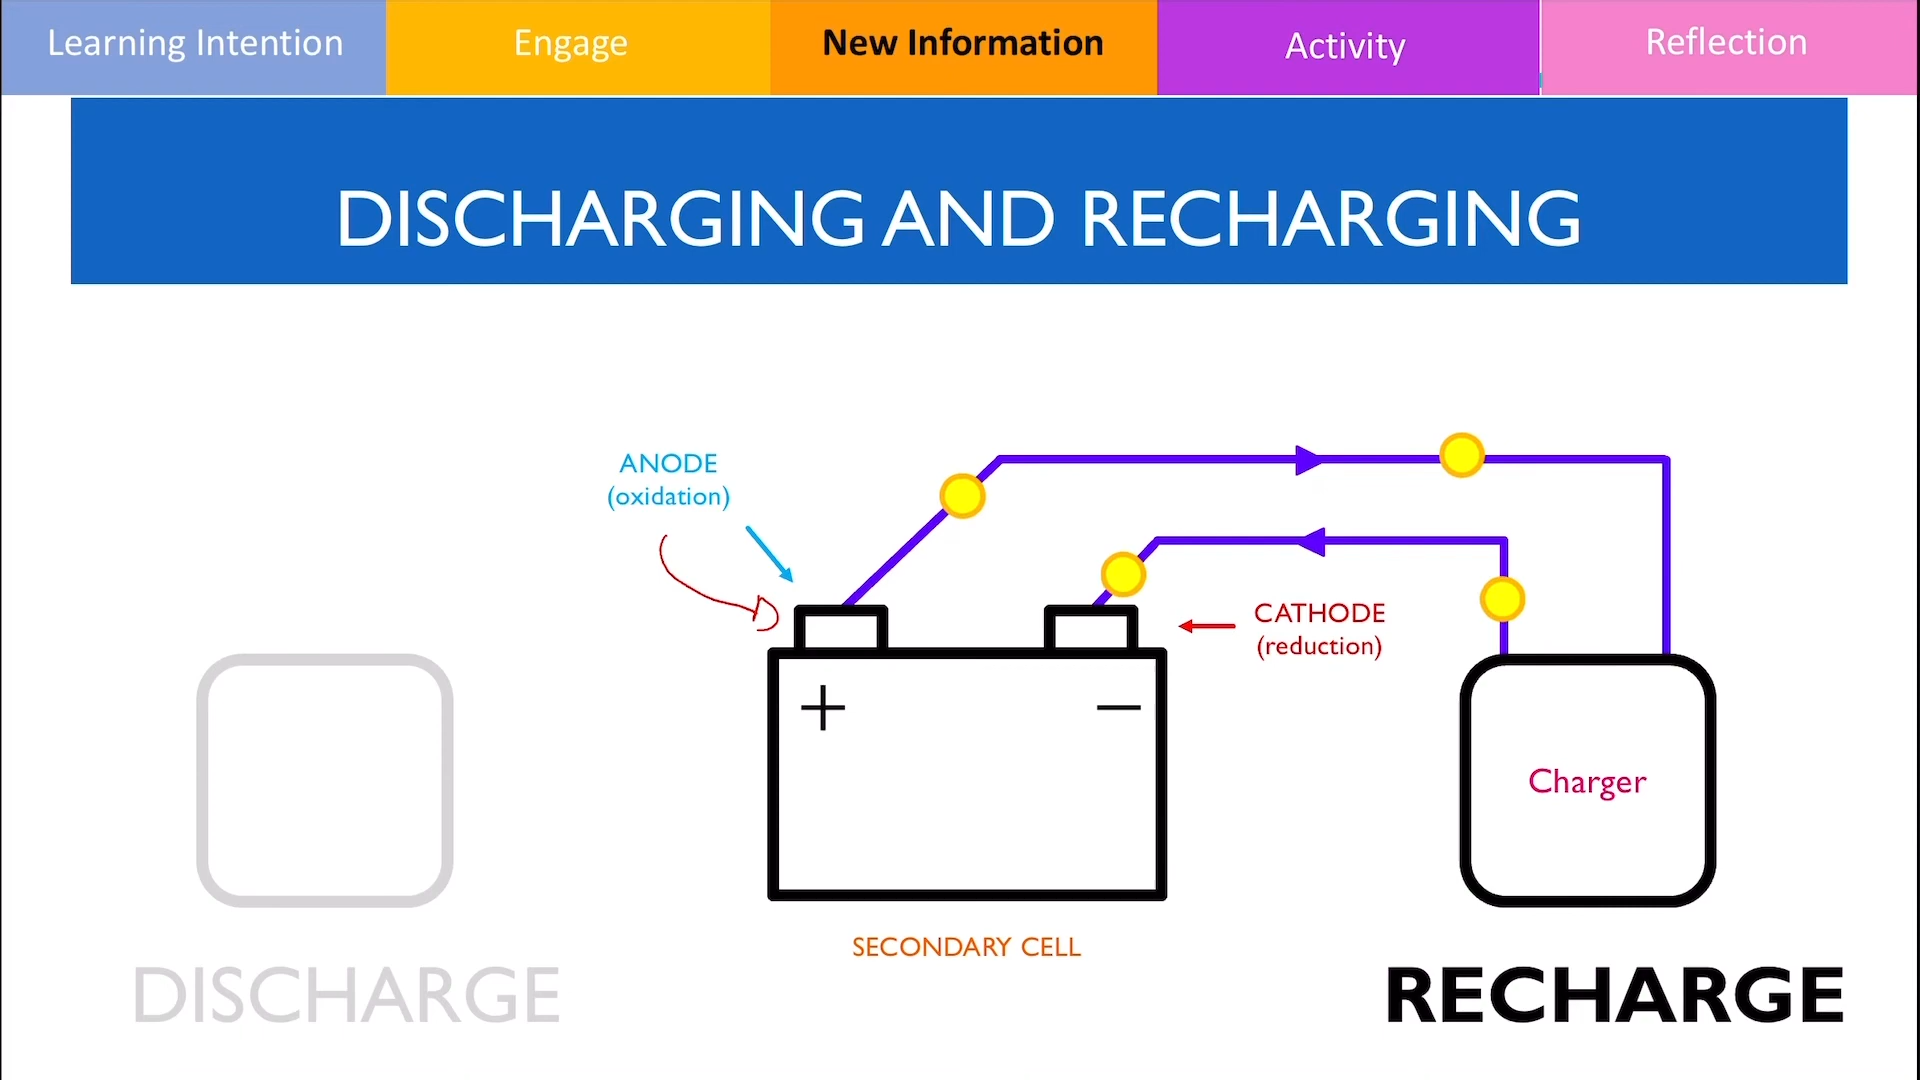 Learning Intention
Engage
New Information
Activity
Reflection
DISCHARGING AND RECHARGING
ANODE
(oxidation)
CATHODE
(reduction)
+
−
Charger
SECONDARY CELL
DISCHARGE
RECHARGE